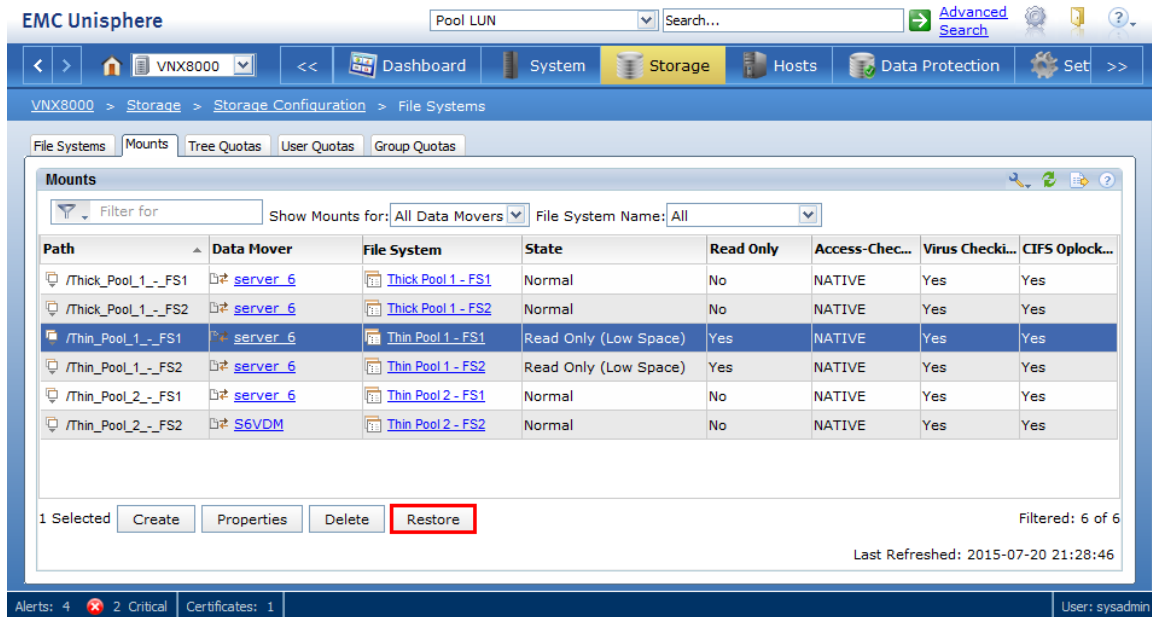 EMC Unisphere
Pool LUN
Search...
Advanced Search
?
< > VNX8000 << Dashboard System Storage Hosts Data Protection Set >>
VNX8000 > Storage > Storage Configuration > File Systems
File Systems Mounts Tree Quotas User Quotas Group Quotas
Mounts
Filter for Show Mounts for: All Data Movers File System Name: All
Path Data Mover File System State Read Only Access-Chec... Virus Checki... CIFS Oplock...
/Thick_Pool_1_-_FS1 server_6 Thick Pool 1 - FS1 Normal No NATIVE Yes Yes
/Thick_Pool_1_-_FS2 server_6 Thick Pool 1 - FS2 Normal No NATIVE Yes Yes
/Thin_Pool_1_-_FS1 server_6 Thin Pool 1 - FS1 Read Only (Low Space) Yes NATIVE Yes Yes
/Thin_Pool_1_-_FS2 server_6 Thin Pool 1 - FS2 Read Only (Low Space) Yes NATIVE Yes Yes
/Thin_Pool_2_-_FS1 server_6 Thin Pool 2 - FS1 Normal No NATIVE Yes Yes
/Thin_Pool_2_-_FS2 S6VDM Thin Pool 2 - FS2 Normal No NATIVE Yes Yes
1 Selected Create Properties Delete Restore Filtered: 6 of 6
Last Refreshed: 2015-07-20 21:28:46
Alerts: 4 2 Critical Certificates: 1 User: sysadmin